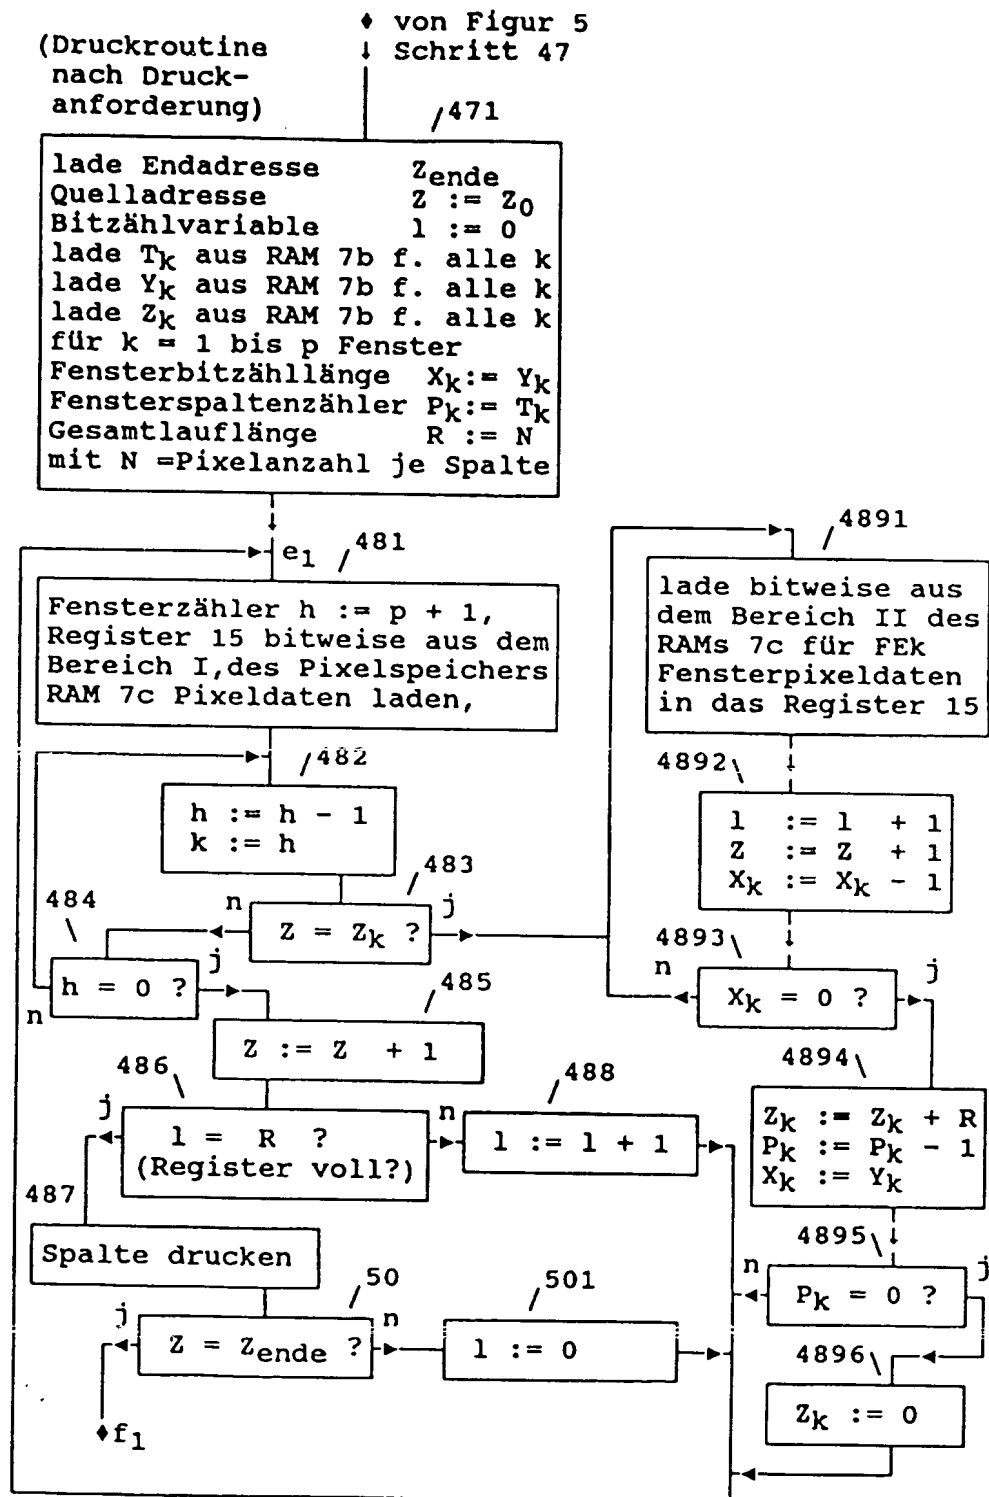 von Figur 5
Schritt 47
(Druckroutine
nach Druck-
anforderung)
471
lade Endadresse Zende
Quelladresse Z := Z0
Bitzählvariable l := 0
lade Tk aus RAM 7b f. alle k
lade Yk aus RAM 7b f. alle k
lade Zk aus RAM 7b f. alle k
für k = 1 bis p Fenster
Fensterbitzähllänge Xk:= Yk
Fensterspaltenzähler Pk:= Tk
Gesamtlauflänge R := N
mit N =Pixelanzahl je Spalte
e1
481
Fensterzähler h := p + 1,
Register 15 bitweise aus dem
Bereich I,des Pixelspeichers
RAM 7c Pixeldaten laden,
482
h := h - 1
k := h
483
n
Z = Zk ?
j
484
h = 0 ?
j
n
485
Z := Z + 1
486
j
l = R ?
(Register voll?)
n
488
l := l + 1
487
Spalte drucken
50
j
Z = Zende ?
n
501
l := 0
f1
4891
lade bitweise aus
dem Bereich II des
RAMs 7c für FEk
Fensterpixeldaten
in das Register 15
4892
l := l + 1
Z := Z + 1
Xk := Xk - 1
4893
n
Xk = 0 ?
j
4894
Zk := Zk + R
Pk := Pk - 1
Xk := Yk
4895
n
Pk = 0 ?
j
4896
Zk := 0